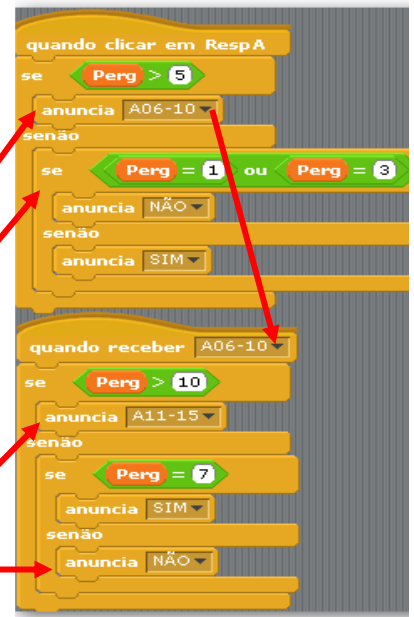 quando clicar em RespA
se Perg > 5
anuncia A06-10
senão
se Perg = 1 ou Perg = 3
anuncia NÃO
senão
anuncia SIM
quando receber A06-10
se Perg > 10
anuncia A11-15
senão
se Perg = 7
anuncia SIM
senão
anuncia NÃO